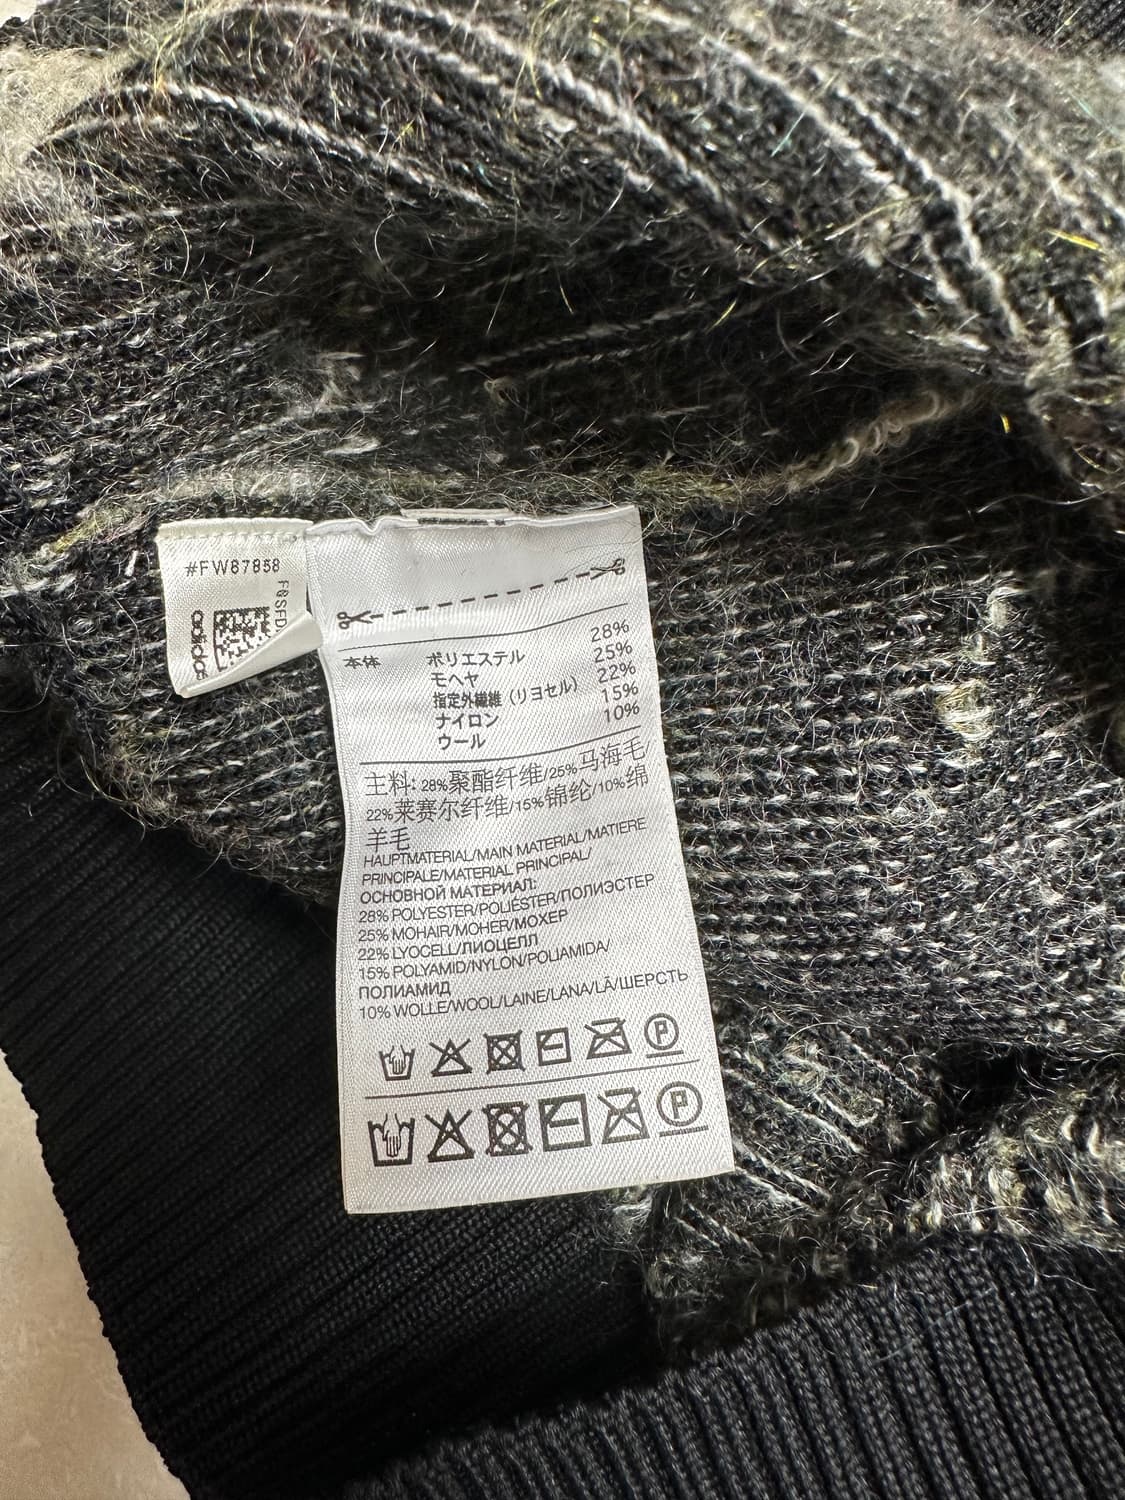 #FW87858
adidas
本体 ポリエステル 28%
モヘヤ 25%
指定外繊維（リヨセル） 22%
ナイロン 15%
ウール 10%
主料: 28%聚酯纤维/25%马海毛/
22%莱赛尔纤维/15%锦纶/10%绵
羊毛
HAUPTMATERIAL/MAIN MATERIAL/MATIERE
PRINCIPALE/MATERIAL PRINCIPAL/
ОСНОВНОЙ МАТЕРИАЛ:
28% POLYESTER/POLIÉSTER/ПОЛИЭСТЕР
25% MOHAIR/MOHER/МОХЕР
22% LYOCELL/ЛИОЦЕЛЛ
15% POLYAMID/NYLON/POLIAMIDA/
ПОЛИАМИД
10% WOLLE/WOOL/LAINE/LANA/LÃ/ШЕРСТЬ
P
P